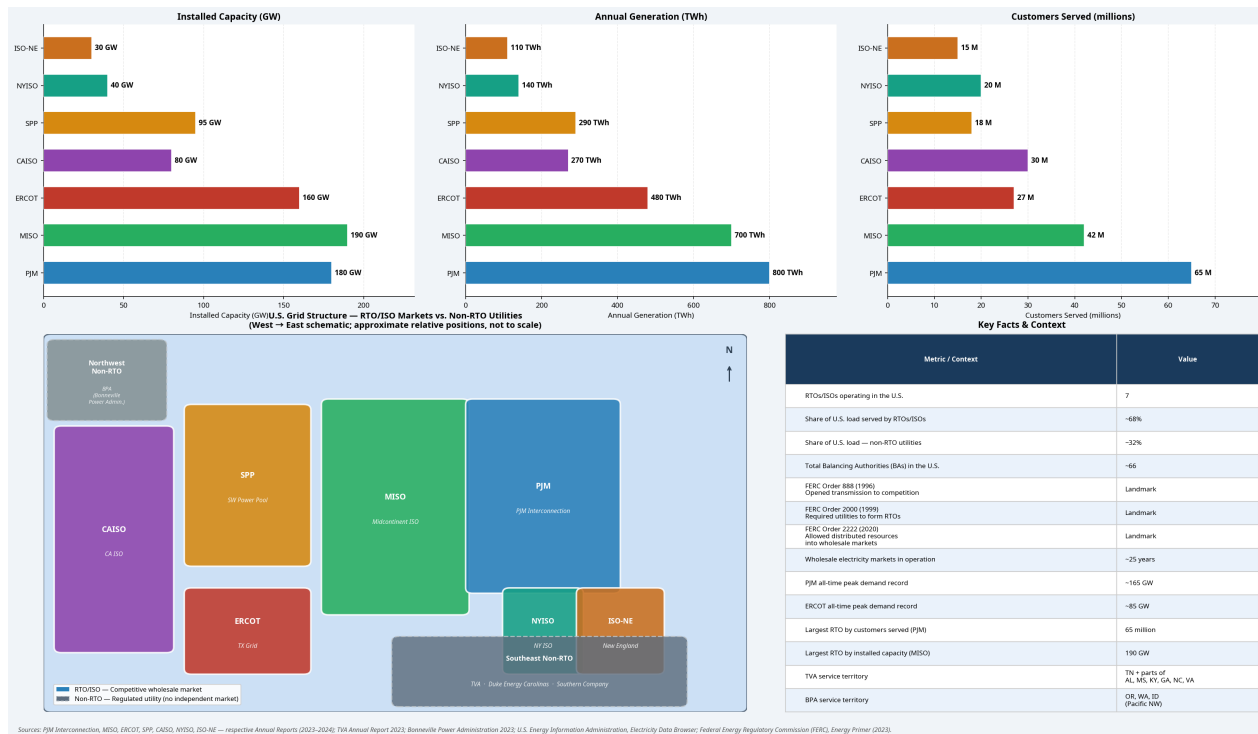 Installed Capacity (GW)
ISO-NE
30 GW
NYISO
40 GW
SPP
95 GW
CAISO
80 GW
ERCOT
160 GW
MISO
190 GW
PJM
180 GW
0 50 100 150 200
Installed Capacity (GW)
Annual Generation (TWh)
ISO-NE
110 TWh
NYISO
140 TWh
SPP
290 TWh
CAISO
270 TWh
ERCOT
480 TWh
MISO
700 TWh
PJM
800 TWh
0 200 400 600 800
Annual Generation (TWh)
Customers Served (millions)
ISO-NE
15 M
NYISO
20 M
SPP
18 M
CAISO
30 M
ERCOT
27 M
MISO
42 M
PJM
65 M
0 10 20 30 40 50 60 70
Customers Served (millions)
U.S. Grid Structure — RTO/ISO Markets vs. Non-RTO Utilities
(West → East schematic; approximate relative positions, not to scale)
Northwest
Non-RTO
BPA
(Bonneville
Power Admin.)
N
CAISO
CA ISO
SPP
SW Power Pool
ERCOT
TX Grid
MISO
Midcontinent ISO
PJM
PJM Interconnection
NYISO
NY ISO
ISO-NE
New England
Southeast Non-RTO
TVA · Duke Energy Carolinas · Southern Company
RTO/ISO — Competitive wholesale market
Non-RTO — Regulated utility (no independent market)
Key Facts & Context
Metric / Context Value
RTOs/ISOs operating in the U.S. 7
Share of U.S. load served by RTOs/ISOs ~68%
Share of U.S. load — non-RTO utilities ~32%
Total Balancing Authorities (BAs) in the U.S. ~66
FERC Order 888 (1996)
Opened transmission to competition
Landmark
FERC Order 2000 (1999)
Required utilities to form RTOs
Landmark
FERC Order 2222 (2020)
Allowed distributed resources
into wholesale markets
Landmark
Wholesale electricity markets in operation ~25 years
PJM all-time peak demand record ~165 GW
ERCOT all-time peak demand record ~85 GW
Largest RTO by customers served (PJM) 65 million
Largest RTO by installed capacity (MISO) 190 GW
TVA service territory
TN + parts of
AL, MS, KY, GA, NC, VA
BPA service territory
OR, WA, ID
(Pacific NW)
Sources: PJM Interconnection, MISO, ERCOT, SPP, CAISO, NYISO, ISO-NE — respective Annual Reports (2023–2024); TVA Annual Report 2023; Bonneville Power Administration 2023; U.S. Energy Information Administration, Electricity Data Browser; Federal Energy Regulatory Commission (FERC), Energy Primer (2023).